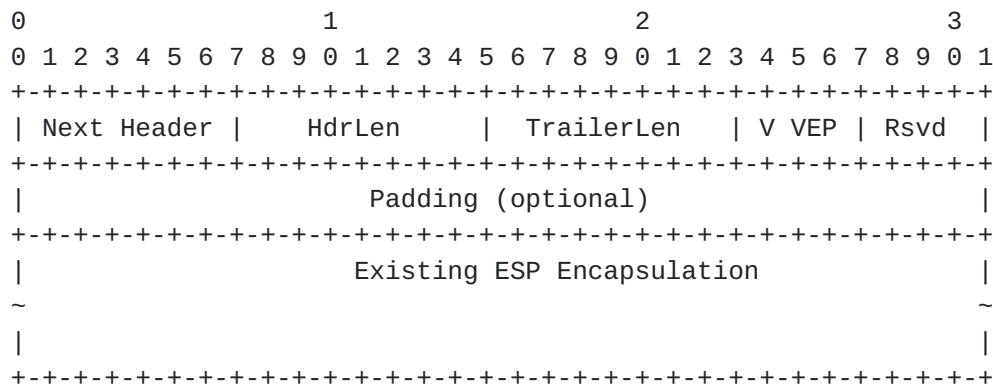 0                   1                   2                   3
0 1 2 3 4 5 6 7 8 9 0 1 2 3 4 5 6 7 8 9 0 1 2 3 4 5 6 7 8 9 0 1
+-+-+-+-+-+-+-+-+-+-+-+-+-+-+-+-+-+-+-+-+-+-+-+-+-+-+-+-+-+-+-+
| Next Header |    HdrLen     |  TrailerLen   | V VEP | Rsvd  |
+-+-+-+-+-+-+-+-+-+-+-+-+-+-+-+-+-+-+-+-+-+-+-+-+-+-+-+-+-+-+-+
|                      Padding (optional)                     |
+-+-+-+-+-+-+-+-+-+-+-+-+-+-+-+-+-+-+-+-+-+-+-+-+-+-+-+-+-+-+-+
|                     Existing ESP Encapsulation              |
~                                                             ~
|                                                             |
+-+-+-+-+-+-+-+-+-+-+-+-+-+-+-+-+-+-+-+-+-+-+-+-+-+-+-+-+-+-+-+